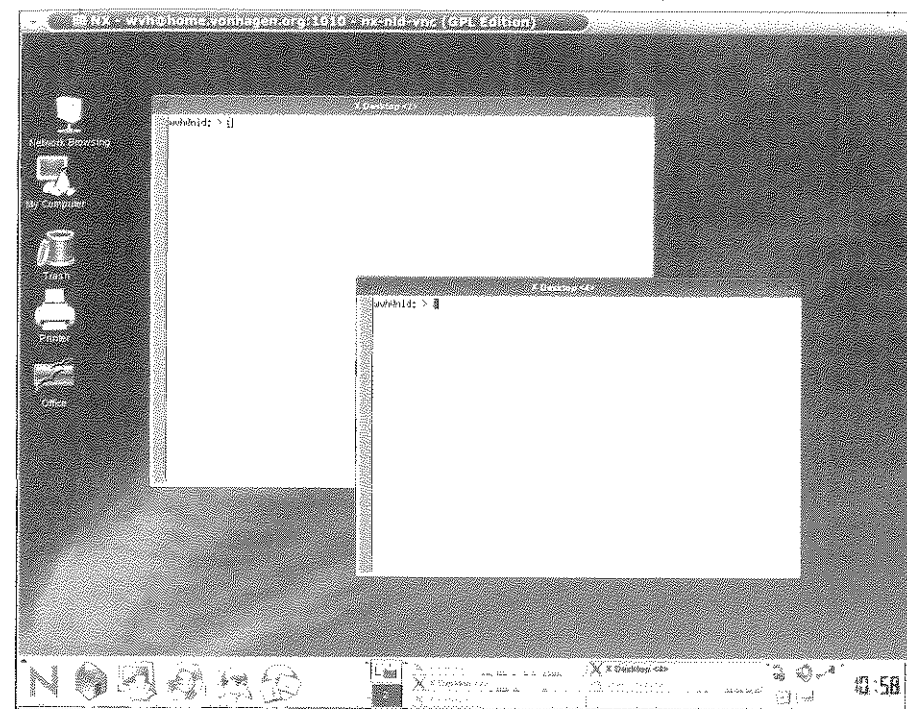 NX - wvh@home.vonhagen.org:1010 - nx-nld-vnc (GPL Edition)
X Desktop <2>
wvh@nld: >
Network Browsing
My Computer
Trash
X Desktop <4>
wvh@nld: >
Printer
Office
N
X Desktop <4>
10:58